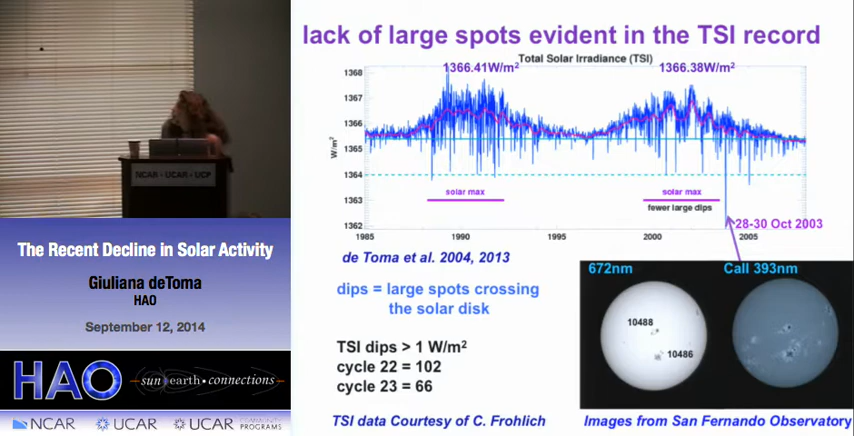 NCAR - UCAR - UCP
The Recent Decline in Solar Activity
Giuliana deToma
HAO
September 12, 2014
HAO
sun earth • connections
NCAR
UCAR
UCAR COMMUNITY PROGRAMS
lack of large spots evident in the TSI record
Total Solar Irradiance (TSI)
1366.41W/m²
1366.38W/m²
1368
1367
1366
1365
1364
1363
1362
W/m²
solar max
solar max
fewer large dips
28-30 Oct 2003
1985
1990
1995
2000
2005
de Toma et al. 2004, 2013
dips = large spots crossing
the solar disk
TSI dips > 1 W/m²
cycle 22 = 102
cycle 23 = 66
TSI data Courtesy of C. Frohlich
672nm
CaII 393nm
10488
10486
Images from San Fernando Observatory